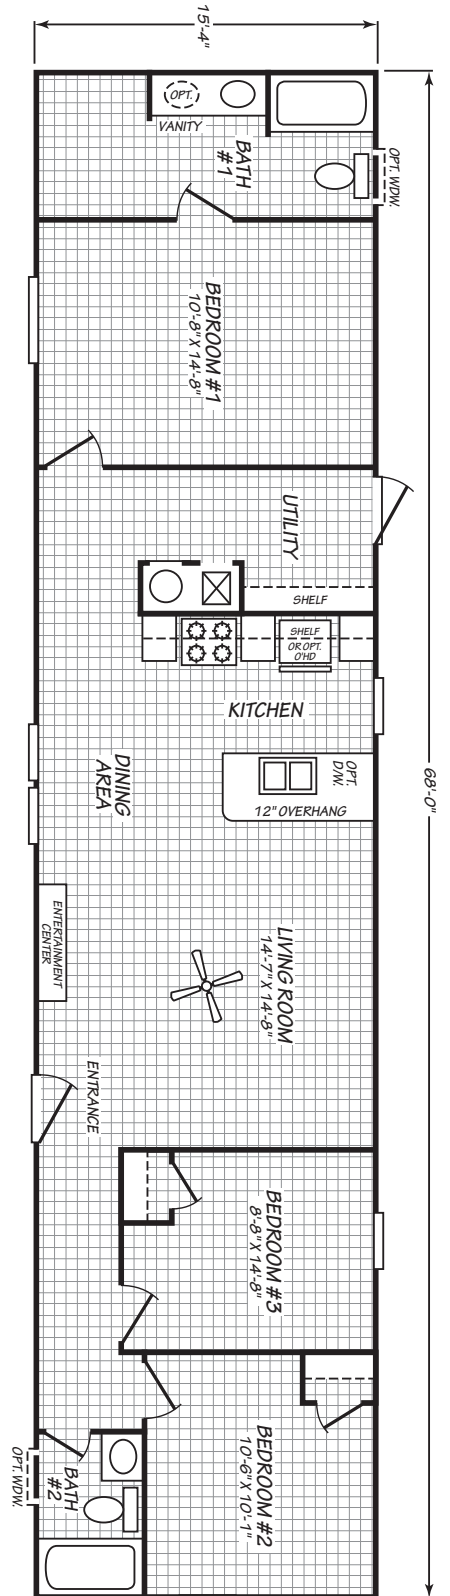 15'-4"
68'-0"
OPT.
VANITY
BATH
#1
OPT. WDW.
BEDROOM #1
10'-8" X 14'-8"
UTILITY
SHELF
SHELF
OR OPT.
O'HD
KITCHEN
OPT.
D/W.
12" OVERHANG
DINING
AREA
ENTERTAINMENT
CENTER
LIVING ROOM
14'-7" X 14'-8"
ENTRANCE
BEDROOM #3
8'-8" X 14'-8"
BEDROOM #2
10'-6" X 10'-1"
BATH
#2
OPT. WDW.